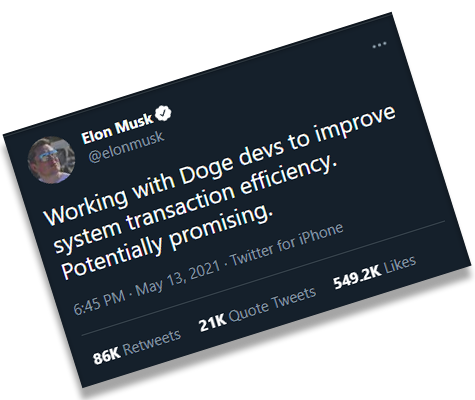 Elon Musk
@elonmusk
Working with Doge devs to improve
system transaction efficiency.
Potentially promising.
6:45 PM · May 13, 2021 · Twitter for iPhone
86K Retweets 21K Quote Tweets 549.2K Likes